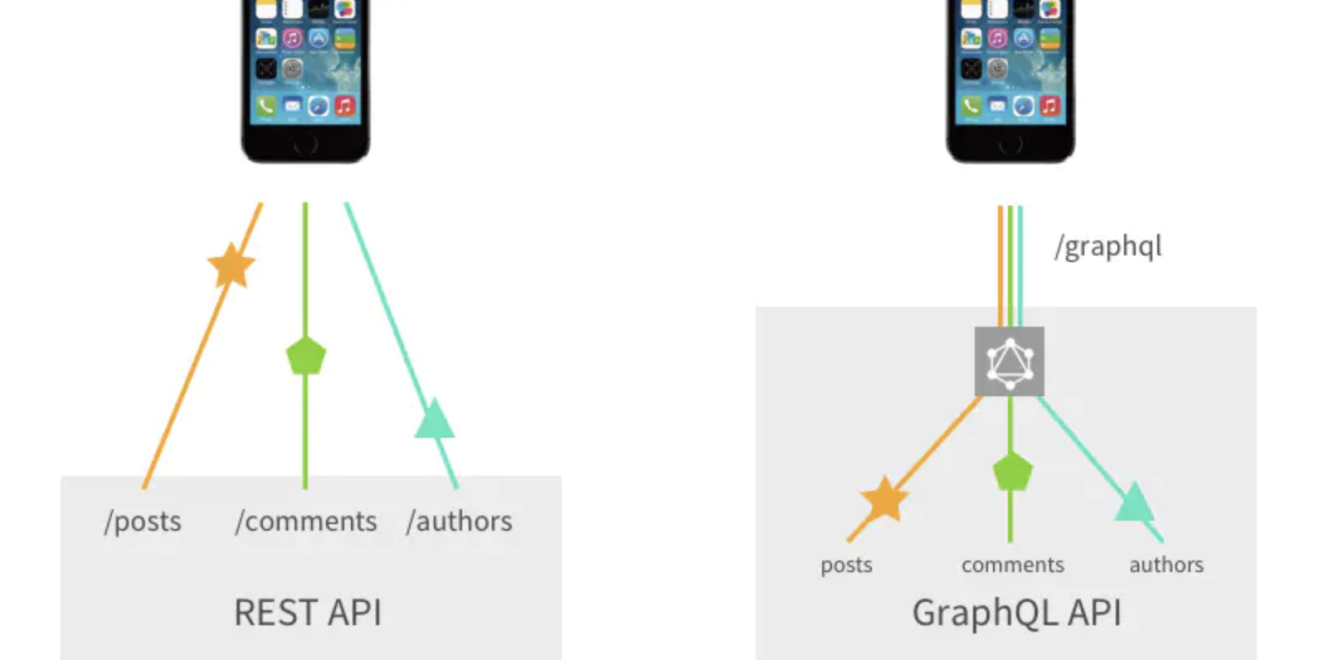 /graphql
/posts
/comments
/authors
posts
comments
authors
REST API
GraphQL API